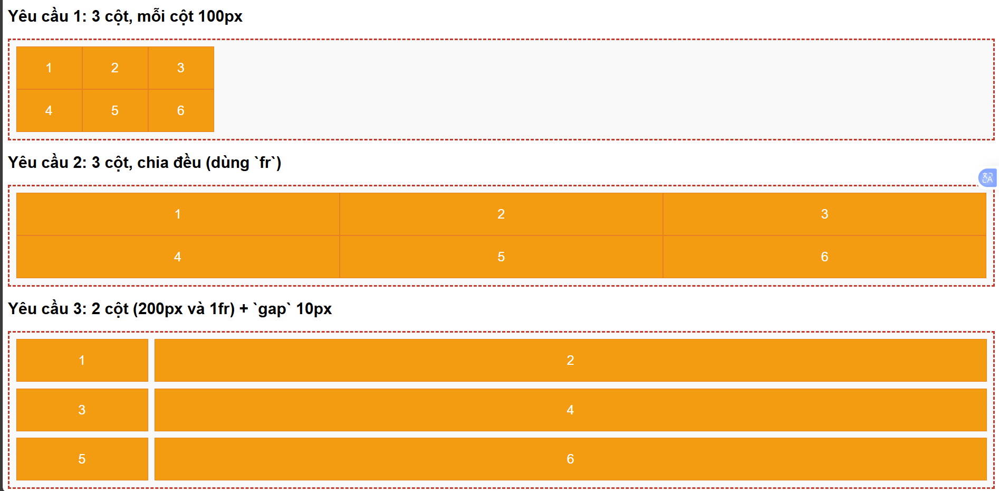 Yêu cầu 1: 3 cột, mỗi cột 100px
1 2 3
4 5 6
Yêu cầu 2: 3 cột, chia đều (dùng `fr`)
1 2 3
4 5 6
Yêu cầu 3: 2 cột (200px và 1fr) + `gap` 10px
1 2
3 4
5 6